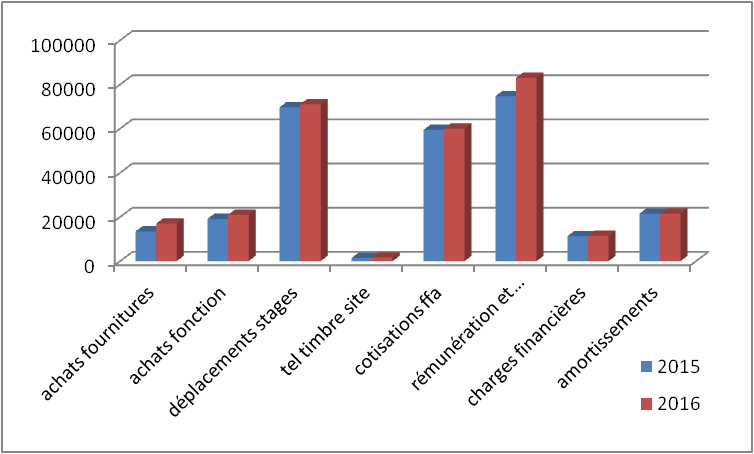 100000
80000
60000
40000
20000
0
achats fournitures
achats fonction
déplacements stages
tel timbre site
cotisations ffa
rémunération et...
charges financières
amortissements
2015
2016